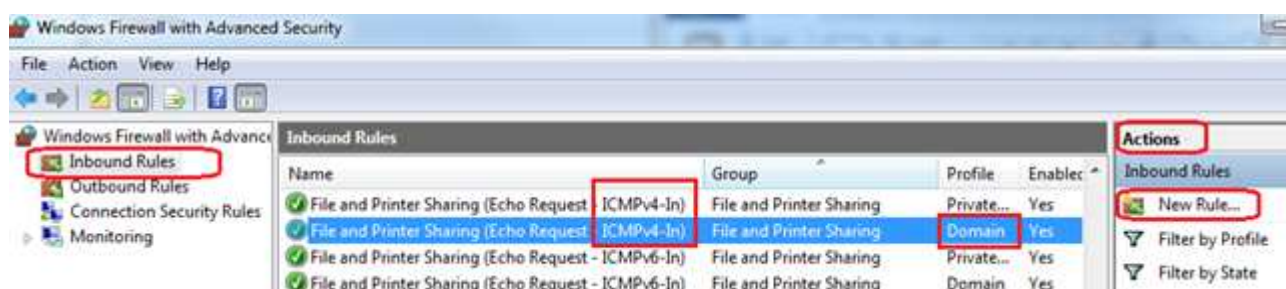 Windows Firewall with Advanced Security
File Action View Help
Windows Firewall with Advance
Inbound Rules
Outbound Rules
Connection Security Rules
Monitoring
Inbound Rules
Name Group Profile Enablec
File and Printer Sharing (Echo Request - ICMPv4-In) File and Printer Sharing Private... Yes
File and Printer Sharing (Echo Request - ICMPv4-In) File and Printer Sharing Domain Yes
File and Printer Sharing (Echo Request - ICMPv6-In) File and Printer Sharing Private... Yes
File and Printer Sharing (Echo Request - ICMPv6-In) File and Printer Sharing Domain Yes
Actions
Inbound Rules
New Rule...
Filter by Profile
Filter by State